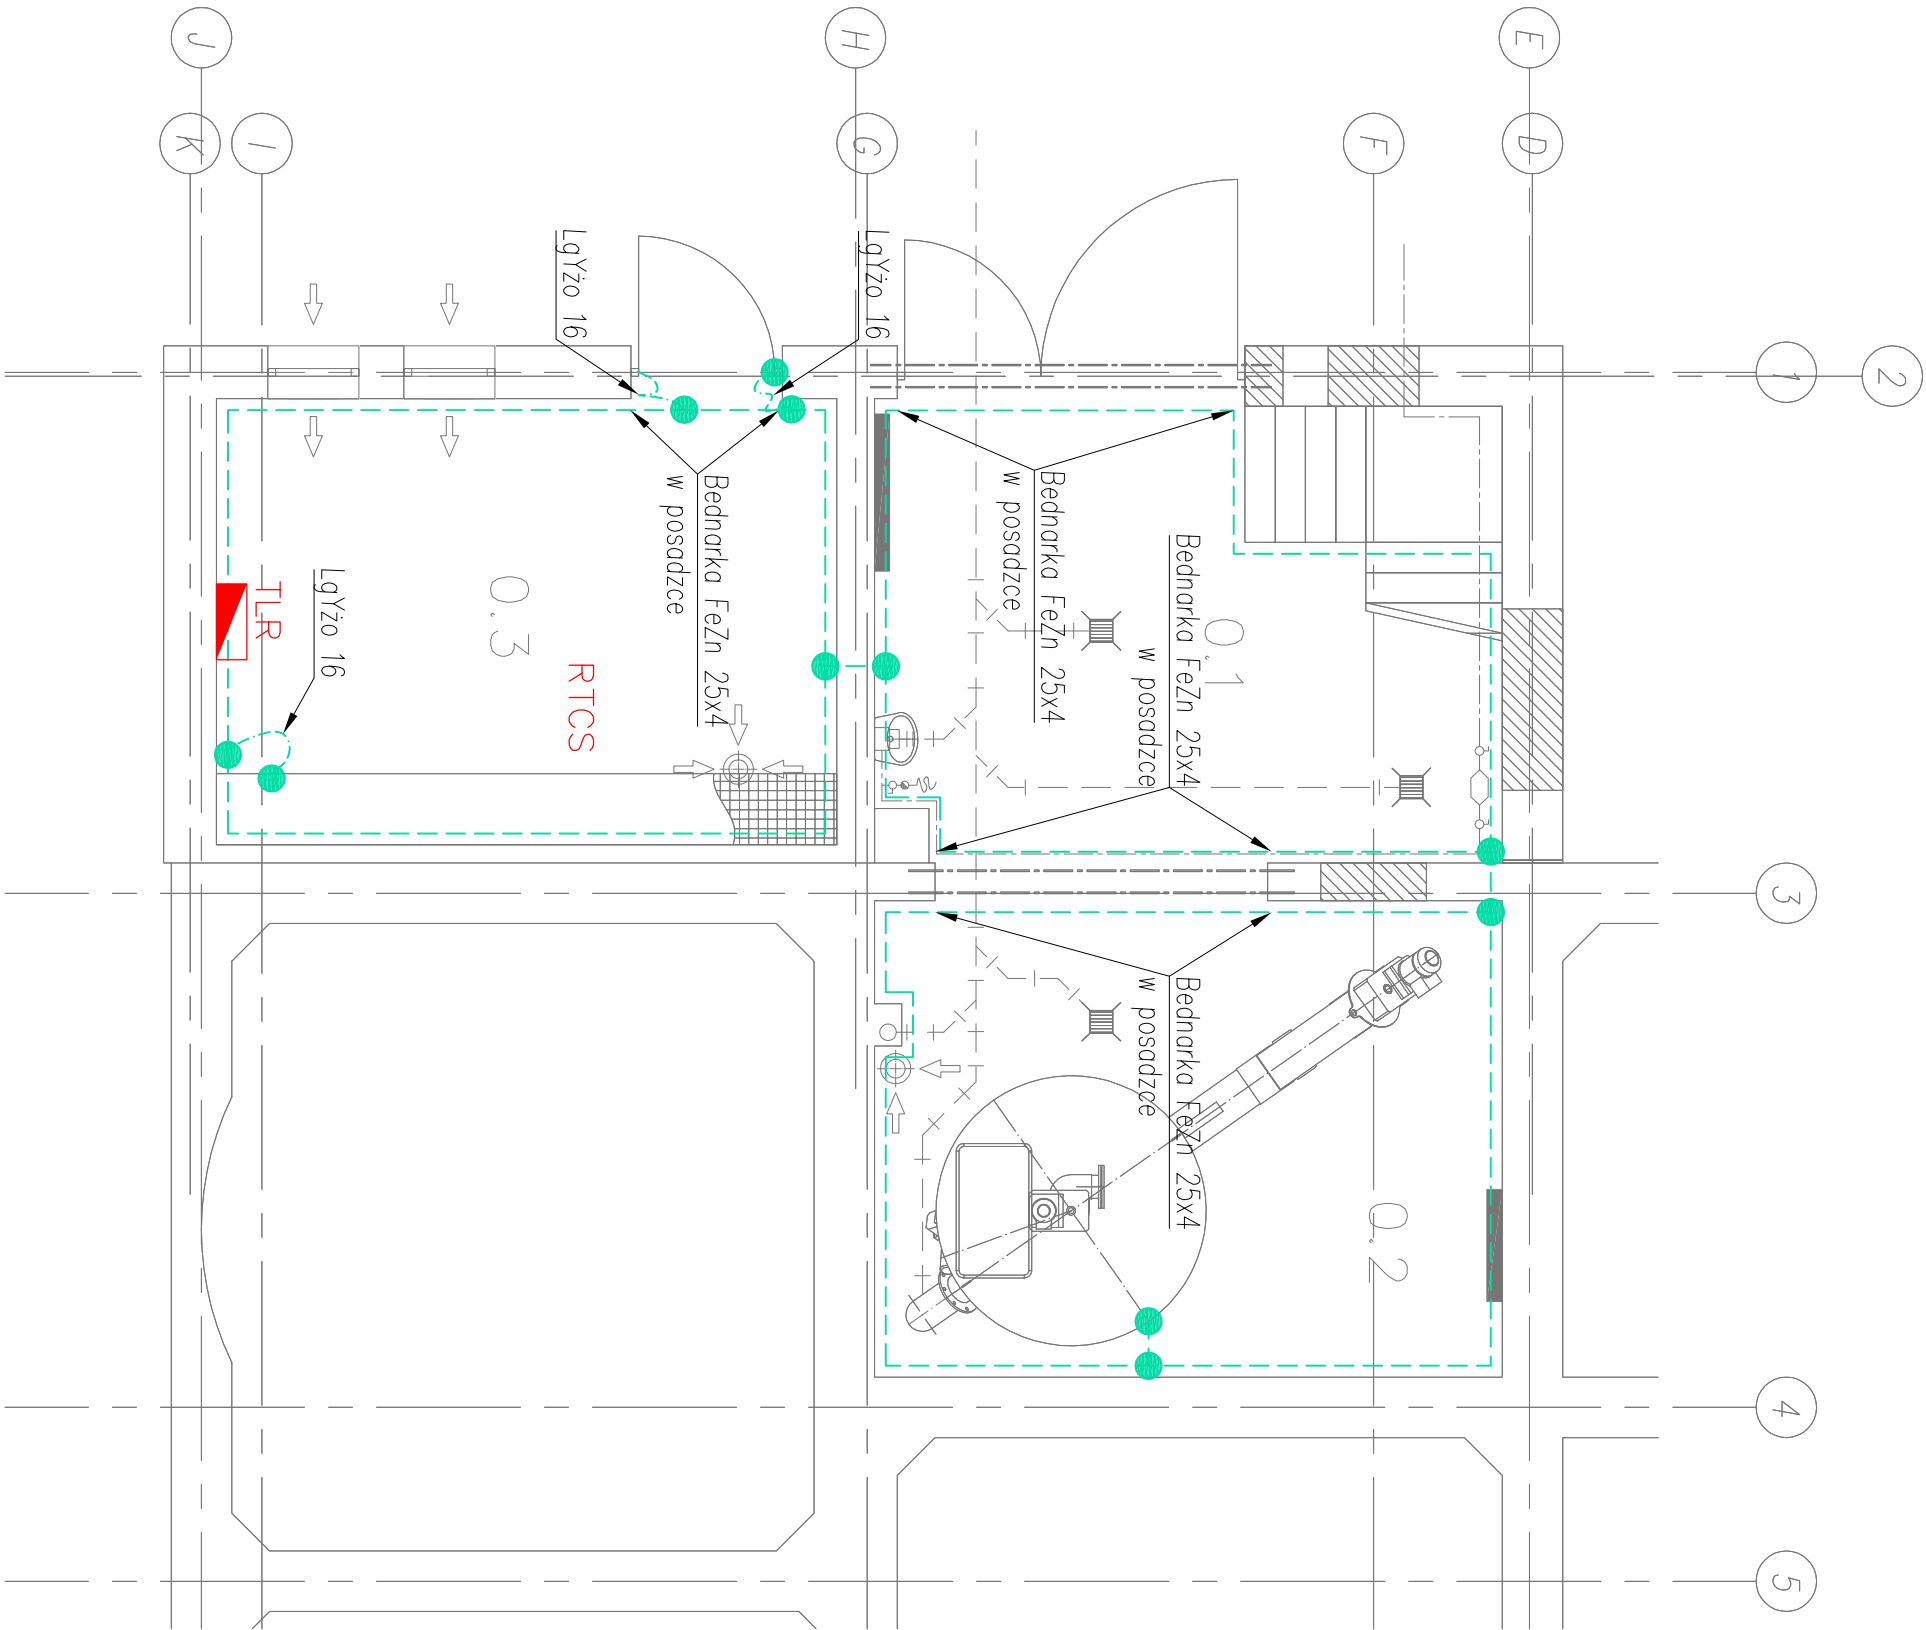 J
H
E
K
I
G
F
D
LgYżo 16
LgYżo 16
1
2
Bednarka FeZn 25x4
w posadzce
Bednarka FeZn 25x4
w posadzce
Bednarka FeZn 25x4
w posadzce
0.3
0.1
TLR
LgYżo 16
RTCS
3
Bednarka FeZn 25x4
w posadzce
0.2
4
5